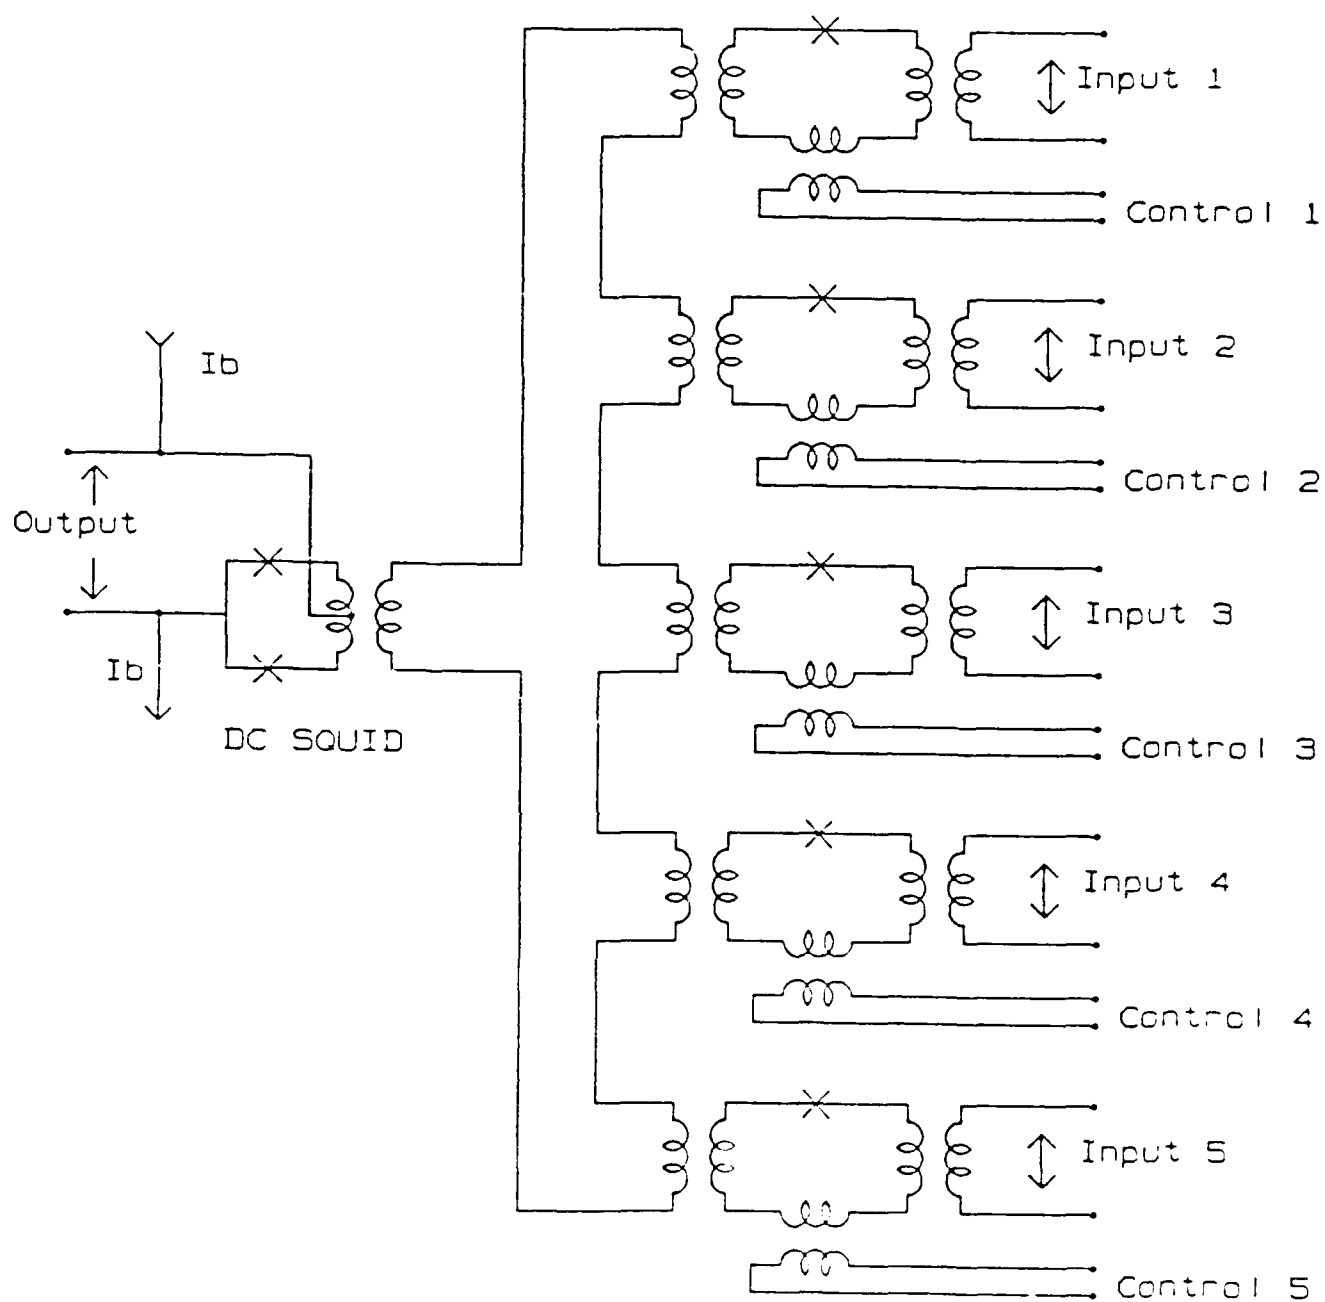 Input 1
Control 1
Input 2
Ib
Control 2
Output
Input 3
Ib
DC SQUID
Control 3
Input 4
Control 4
Input 5
Control 5